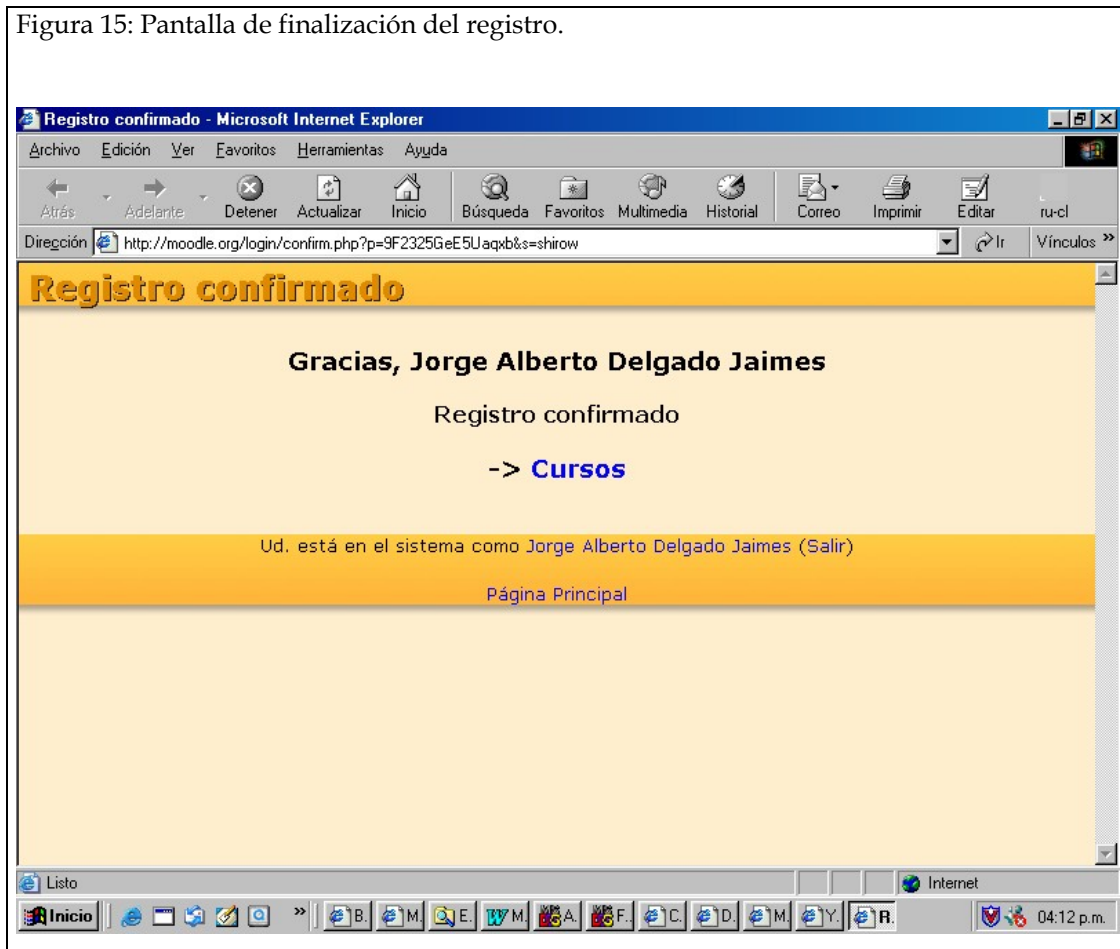 Figura 15: Pantalla de finalización del registro.
Registro confirmado - Microsoft Internet Explorer
Archivo Edición Ver Favoritos Herramientas Ayuda
Atrás Adelante Detener Actualizar Inicio Búsqueda Favoritos Multimedia Historial Correo Imprimir Editar ru-cl
Dirección http://moodle.org/login/confirm.php?p=9F2325GeE5Uaqxb&s=shirow Ir Vínculos »
Registro confirmado
Gracias, Jorge Alberto Delgado Jaimes
Registro confirmado
-> Cursos
Ud. está en el sistema como Jorge Alberto Delgado Jaimes (Salir)
Página Principal
Listo Internet
Inicio » B. M. E. M. A. F. C. D. M. Y. R. 04:12 p.m.